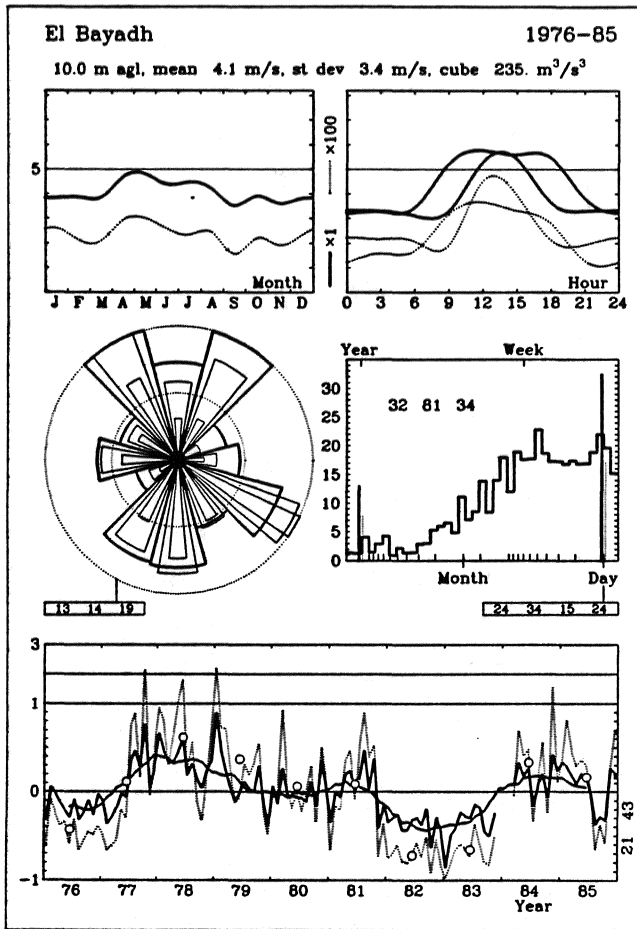 El Bayadh 1976-85
10.0 m agl, mean 4.1 m/s, st dev 3.4 m/s, cube 235. m³/s³
5
×1 ×100
Month
J F M A M J J A S O N D
Hour
0 3 6 9 12 15 18 21 24
Year Week
35
30
25
20
15
10
5
0
32 81 34
Month Day
13 14 19
24 34 15 24
3
1
0
-1
76 77 78 79 80 81 82 83 84 85
Year
21 43